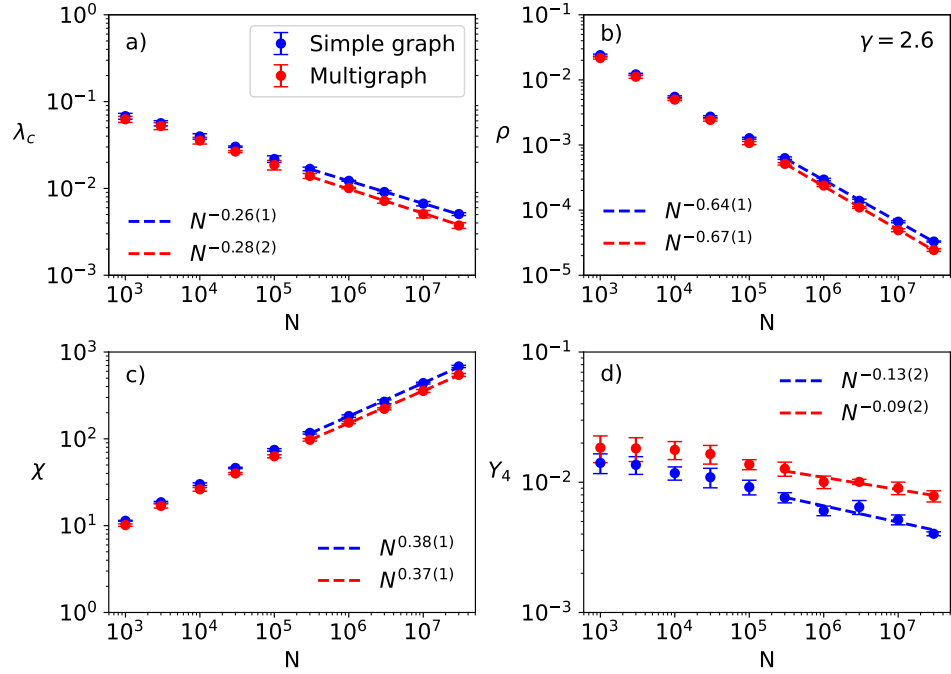 a)
Simple graph
Multigraph
λ_c
10^0
10^{-1}
10^{-2}
10^{-3}
N^{-0.26(1)}
N^{-0.28(2)}
10^3 10^4 10^5 10^6 10^7
N
b)
γ = 2.6
ρ
10^{-1}
10^{-2}
10^{-3}
10^{-4}
10^{-5}
N^{-0.64(1)}
N^{-0.67(1)}
10^3 10^4 10^5 10^6 10^7
N
c)
χ
10^3
10^2
10^1
10^0
N^{0.38(1)}
N^{0.37(1)}
10^3 10^4 10^5 10^6 10^7
N
d)
Y_4
10^{-1}
10^{-2}
10^{-3}
N^{-0.13(2)}
N^{-0.09(2)}
10^3 10^4 10^5 10^6 10^7
N